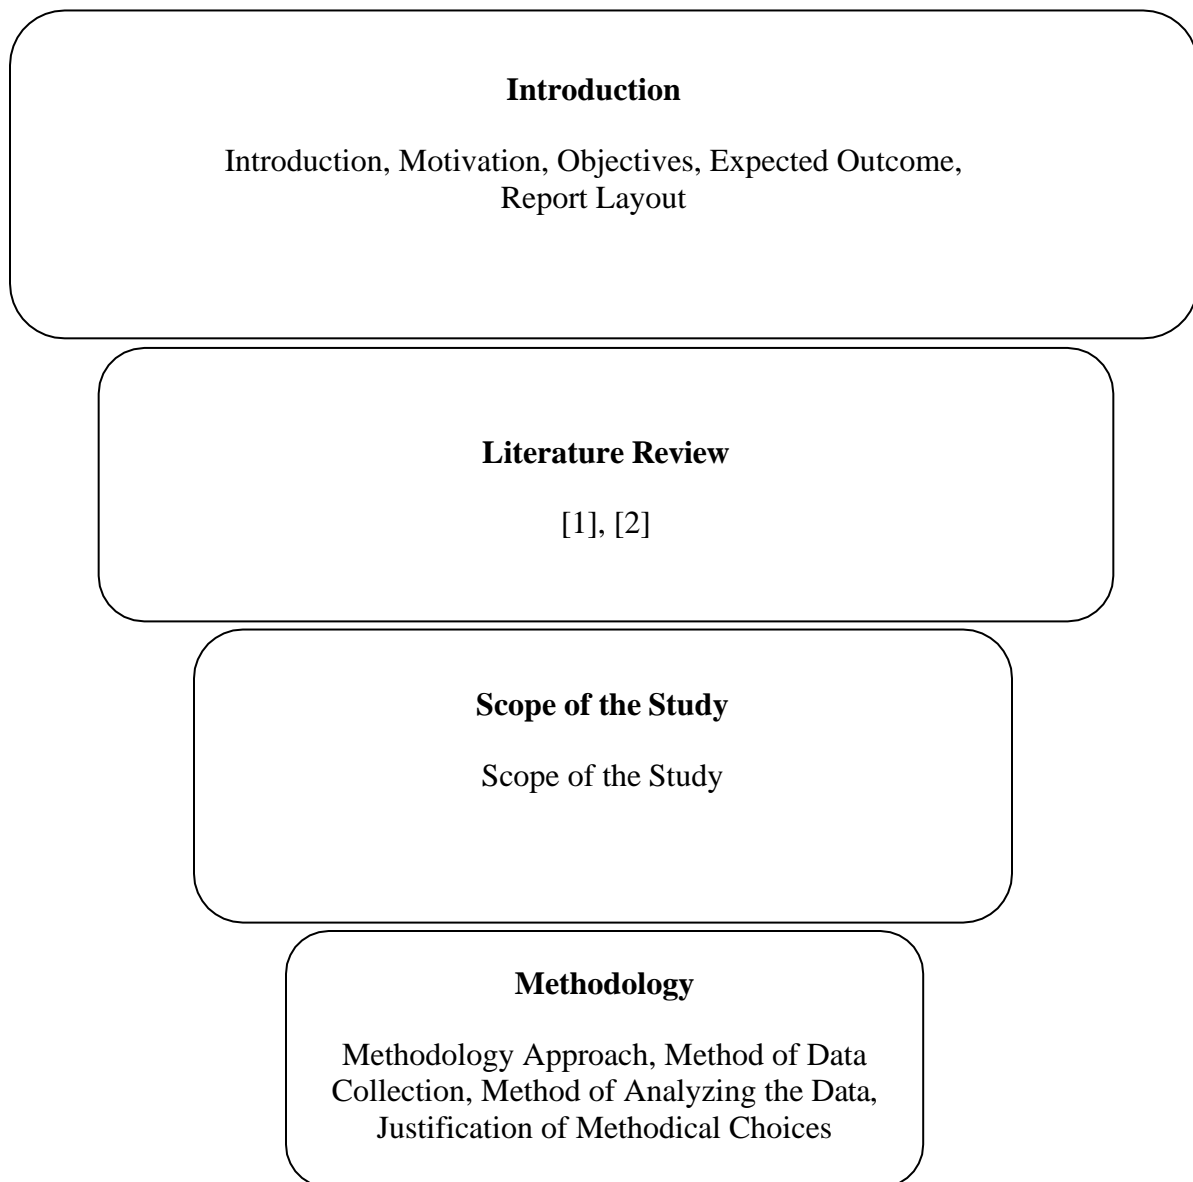 Introduction
Introduction, Motivation, Objectives, Expected Outcome,
Report Layout
Literature Review
[1], [2]
Scope of the Study
Scope of the Study
Methodology
Methodology Approach, Method of Data
Collection, Method of Analyzing the Data,
Justification of Methodical Choices